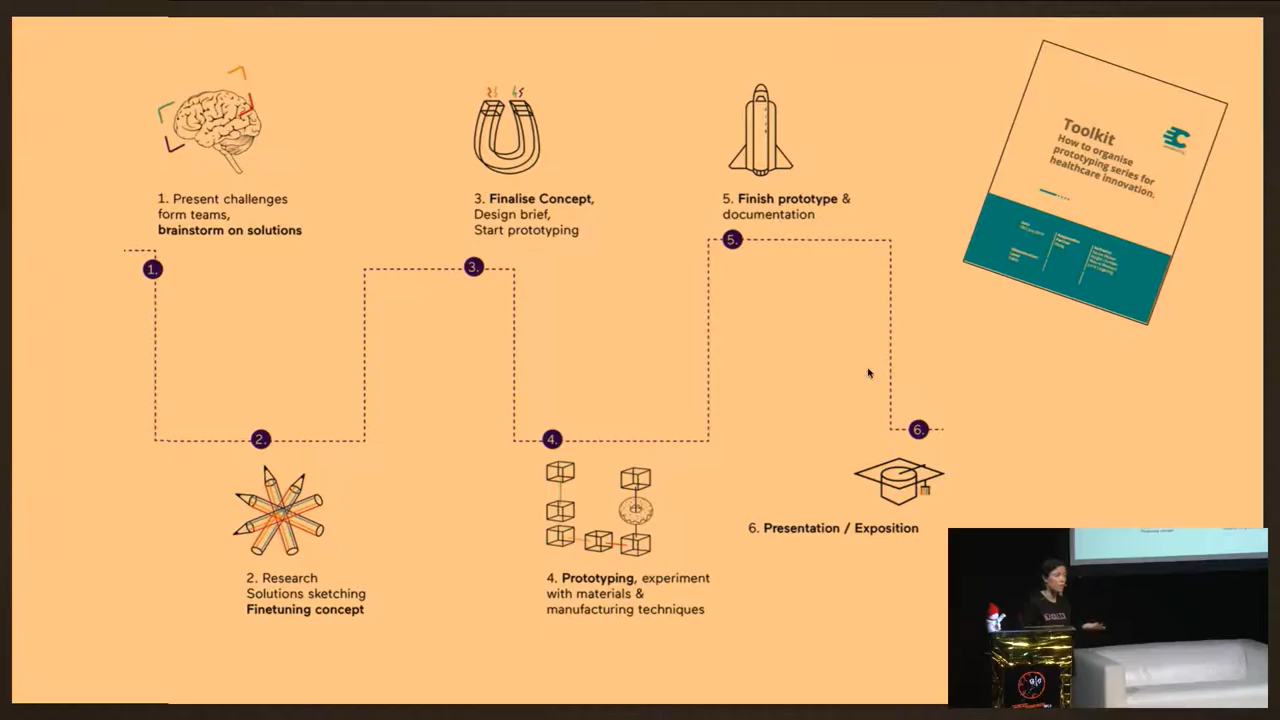 1. Present challenges
form teams,
brainstorm on solutions
3. Finalise Concept,
Design brief,
Start prototyping
5. Finish prototype &
documentation
Toolkit
How to organise
prototyping series for
healthcare innovation.
1.
3.
5.
2.
4.
6.
2. Research
Solutions sketching
Finetuning concept
4. Prototyping, experiment
with materials &
manufacturing techniques
6. Presentation / Exposition